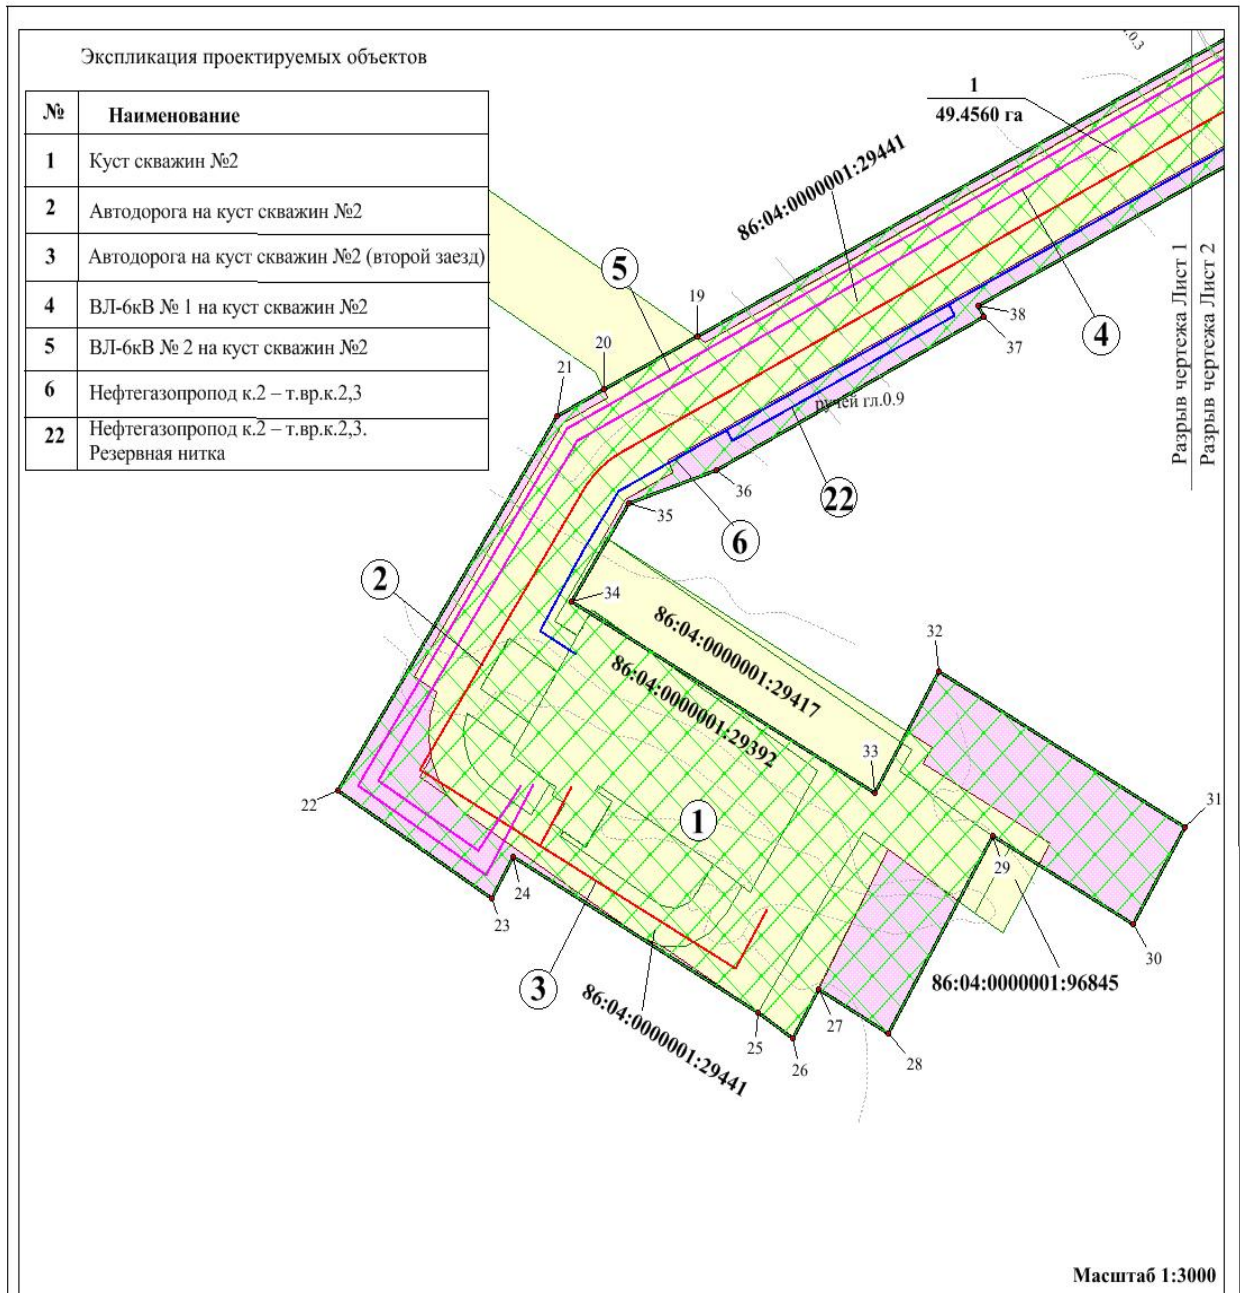 Экспликация проектируемых объектов
№ Наименование
1 Куст скважин №2
2 Автодорога на куст скважин №2
3 Автодорога на куст скважин №2 (второй заезд)
4 ВЛ-6кВ № 1 на куст скважин №2
5 ВЛ-6кВ № 2 на куст скважин №2
6 Нефтегазопропод к.2 – т.вр.к.2,3
22 Нефтегазопропод к.2 – т.вр.к.2,3.
Резервная нитка
1
49.4560 га
86:04:0000001:29441
Разрыв чертежа Лист 1
Разрыв чертежа Лист 2
5
19
38
37
4
20
21
ручей гл.0.9
36
22
35
6
2
34
86:04:0000001:29417
86:04:0000001:29392
32
33
22
1
31
29
24
23
30
3
86:04:0000001:96845
86:04:0000001:29441
27
25
26
28
Масштаб 1:3000